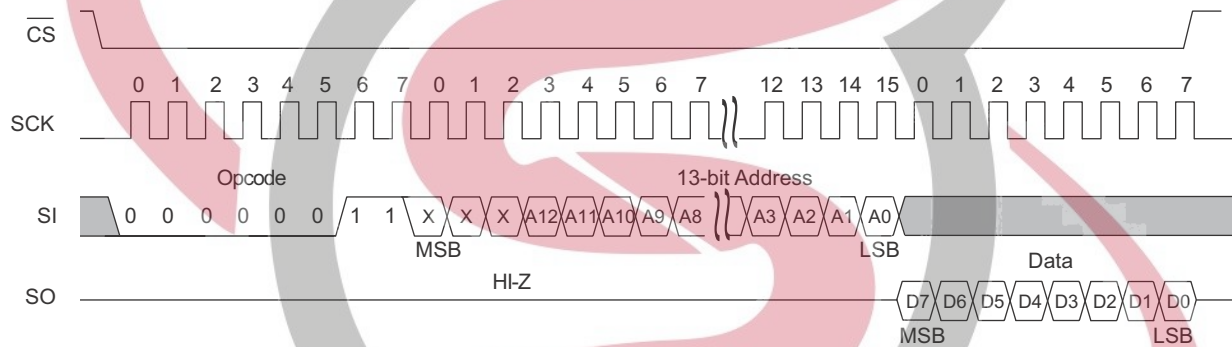 CS
0 1 2 3 4 5 6 7 0 1 2 3 4 5 6 7 12 13 14 15 0 1 2 3 4 5 6 7
SCK
Opcode 13-bit Address
SI 0 0 0 0 0 0 1 1 X X X A12 A11 A10 A9 A8 A3 A2 A1 A0
MSB LSB
HI-Z Data
SO D7 D6 D5 D4 D3 D2 D1 D0
MSB LSB